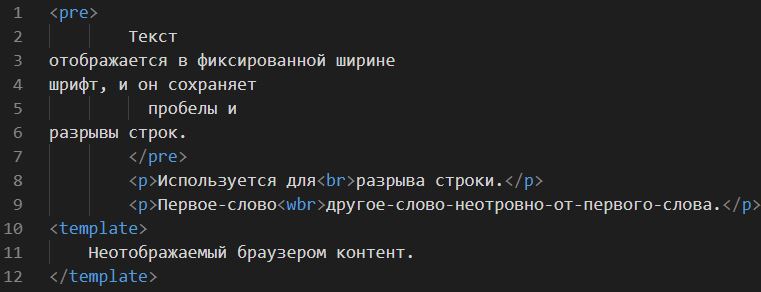 1 <pre>
2         Текст
3 отображается в фиксированной ширине
4 шрифт, и он сохраняет
5           пробелы и
6 разрывы строк.
7         </pre>
8         <p>Используется для<br>разрыва строки.</p>
9         <p>Первое-слово<wbr>другое-слово-неотровно-от-первого-слова.</p>
10 <template>
11     Неотображаемый браузером контент.
12 </template>